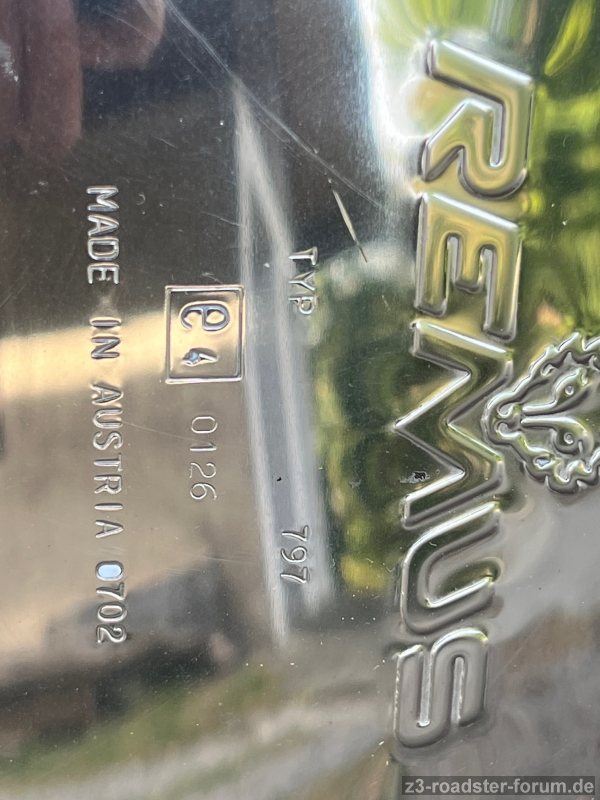 REMUS
TYP 797
e4 0126
MADE IN AUSTRIA 0702
z3-roadster-forum.de